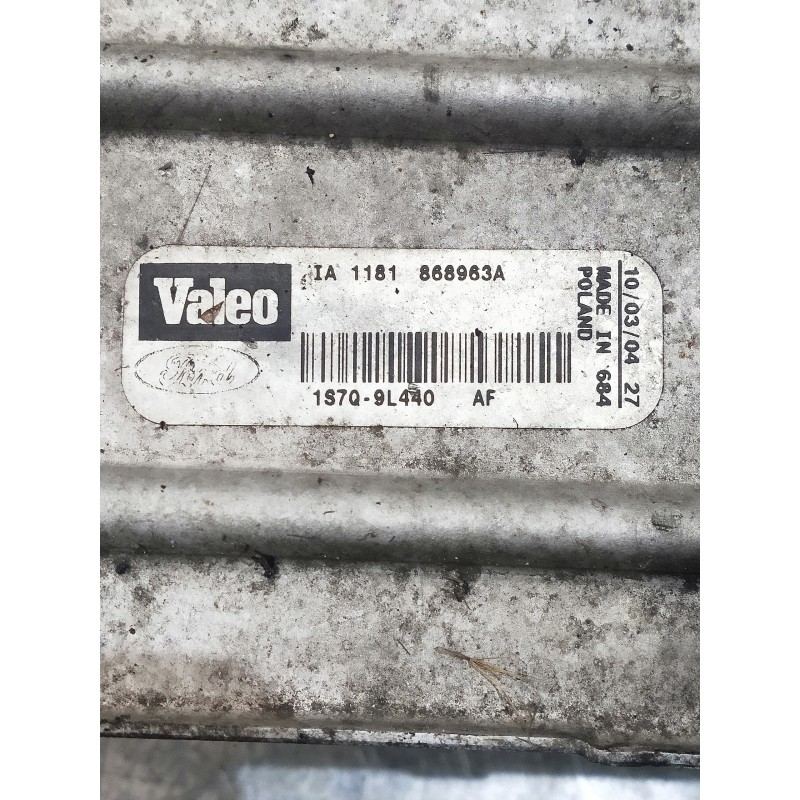 Valeo
IA 1181 868963A
Ford
1S7Q-9L440 AF
10/03/04 27
MADE IN 684
POLAND